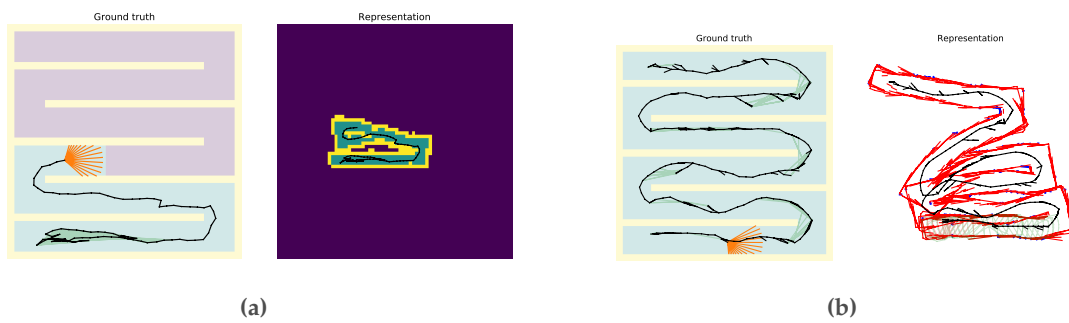 Ground truth
Representation
Ground truth
Representation
(a)
(b)